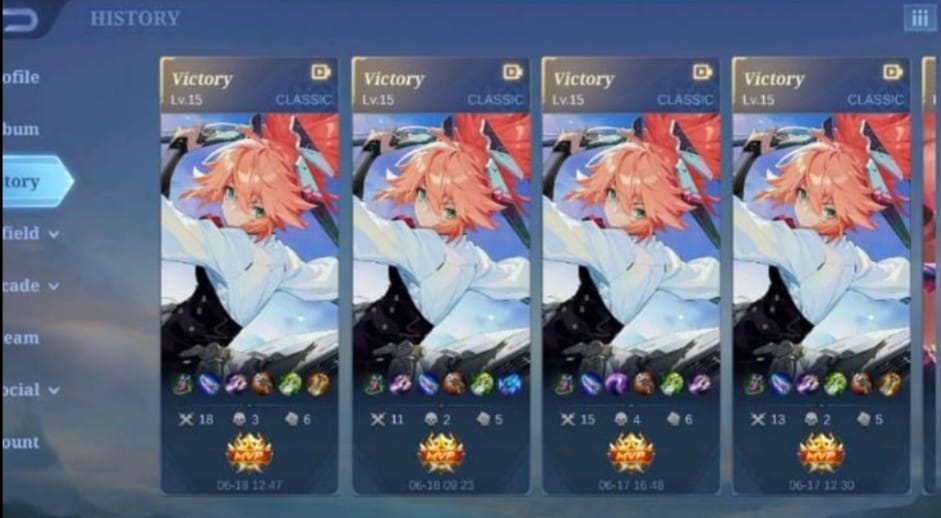 HISTORY
ofile
bum
tory
field
cade
eam
ocial
ount
Victory
Lv.15 CLASSIC
18 3 6
MVP
06-18 12:47
Victory
Lv.15 CLASSIC
11 2 5
MVP
06-18 09:23
Victory
Lv.15 CLASSIC
15 4 6
MVP
06-17 16:48
Victory
Lv.15 CLASSIC
13 2 5
MVP
06-17 12:30